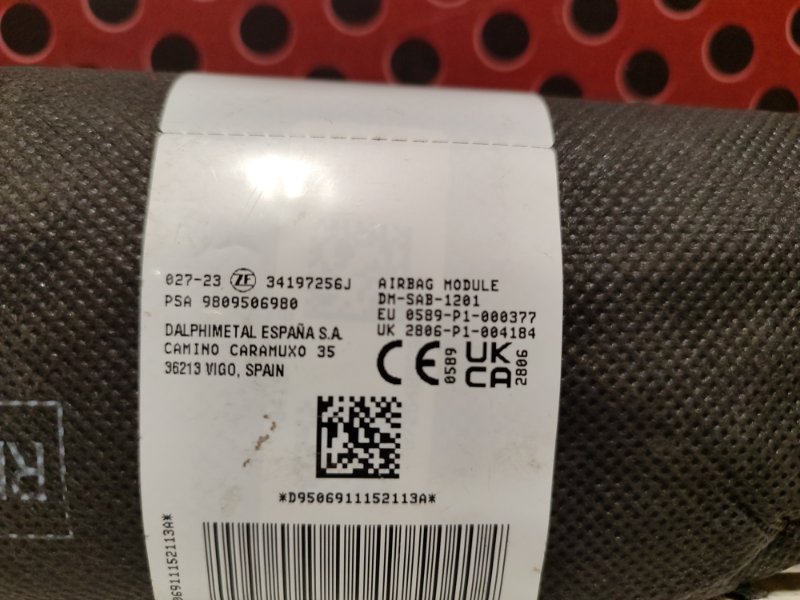 027-23 ZF 34197256J
PSA 9809506980
DALPHIMETAL ESPAÑA S.A.
CAMINO CARAMUXO 35
36213 VIGO, SPAIN
AIRBAG MODULE
DM-SAB-1201
EU 0589-P1-000377
UK 2806-P1-004184
CE 0589 UK CA 2806
*D9506911152113A*